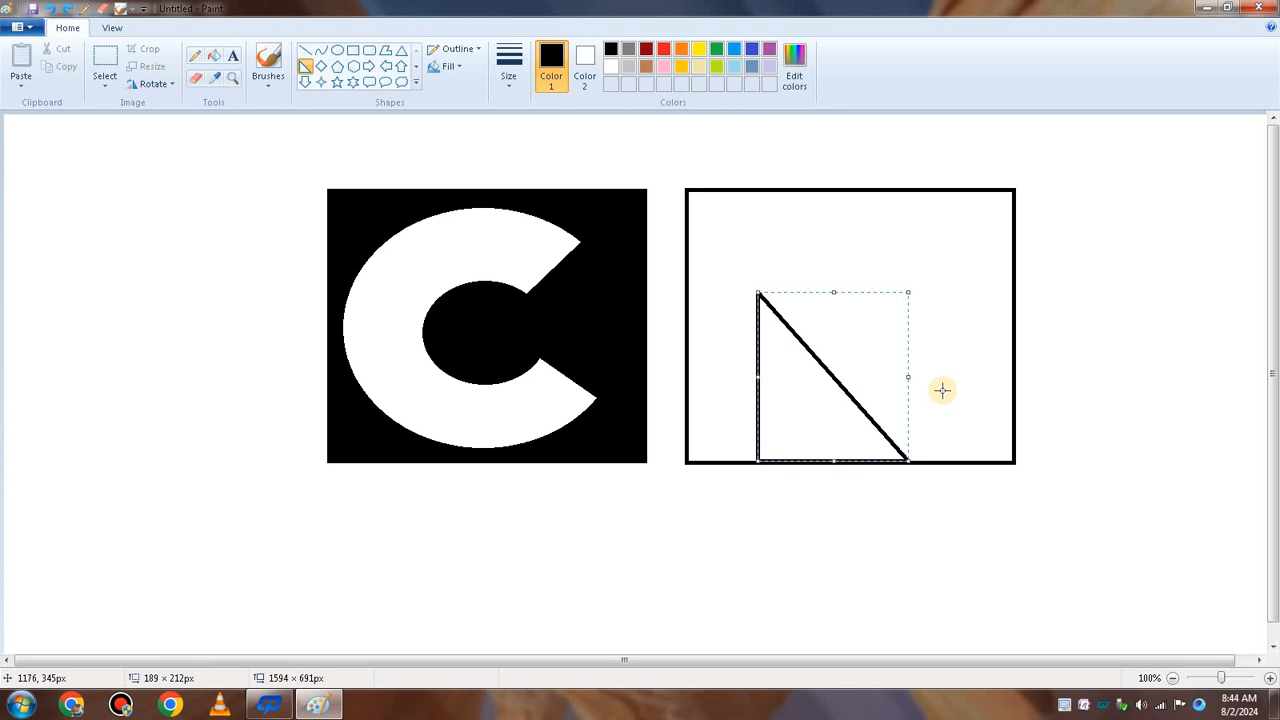 Untitled - Paint
Home
View
Paste
Cut
Copy
Clipboard
Select
Crop
Resize
Rotate
Image
A
Tools
Brushes
Outline
Fill
Shapes
Size
Color
1
Color
2
Edit
colors
Colors
C
1176, 345px
189 × 212px
1594 × 691px
100%
8:44 AM
8/2/2024